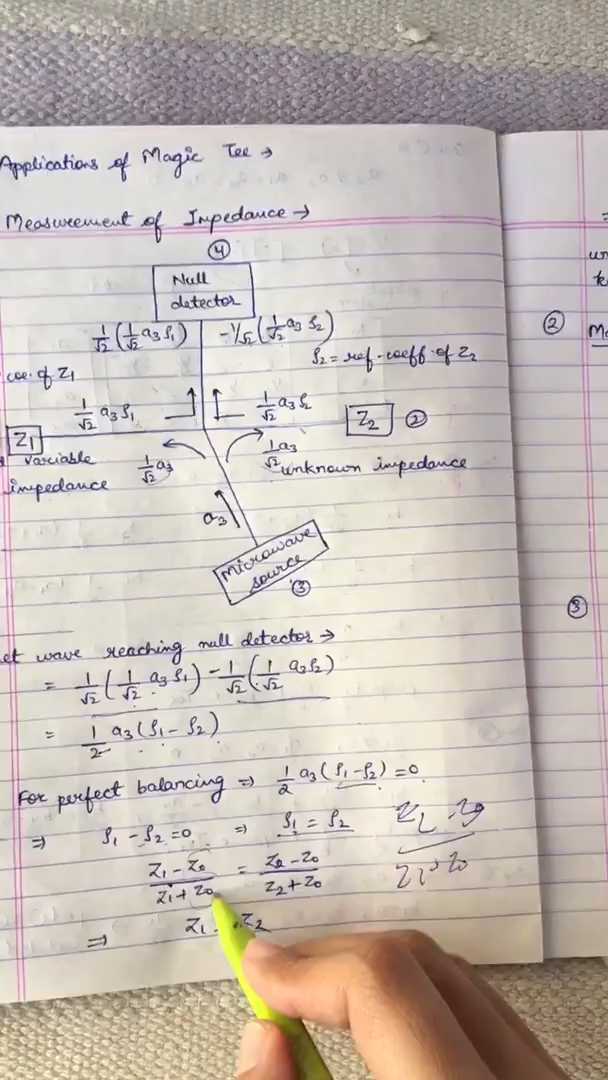 Applications of Magic Tee →
Measurement of Impedance →
④
Null
detector
1/√2 (1/√2 a3 ρ1)
-1/√2 (1/√2 a3 ρ2)
ρ2 = ref. coeff. of Z2
coe. of Z1
1/√2 a3 ρ1
1/√2 a3 ρ2
Z1
Z2 ②
variable
impedance
1/√2 a3
1/√2 a3
unknown impedance
a3
Microwave
source
③
et wave reaching null detector →
= 1/√2 (1/√2 a3 ρ1) - 1/√2 (1/√2 a3 ρ2)
= 1/2 a3 (ρ1 - ρ2)
For perfect balancing ⇒ 1/2 a3 (ρ1 - ρ2) = 0
⇒ ρ1 - ρ2 = 0 ⇒ ρ1 = ρ2
(Z1 - Z0)/(Z1 + Z0) = (Z2 - Z0)/(Z2 + Z0)
⇒ Z1 Z2
②
③